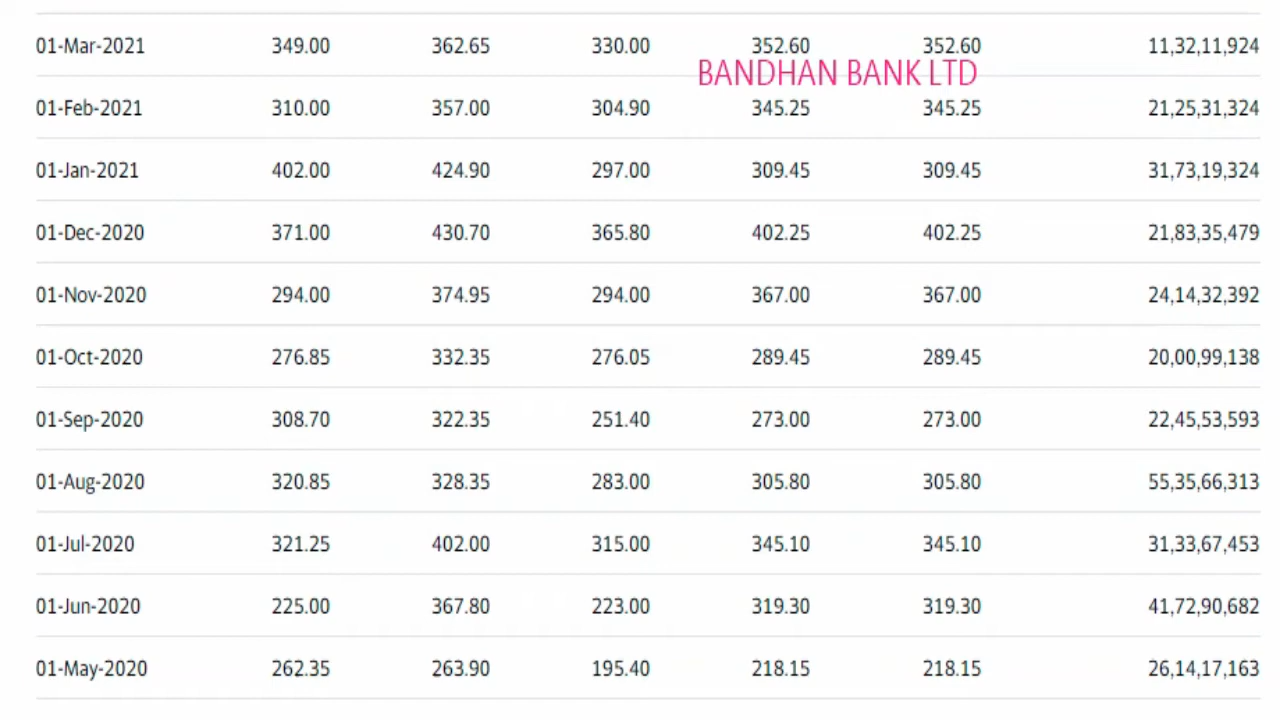 01-Mar-2021 349.00 362.65 330.00 352.60 352.60 11,32,11,924
BANDHAN BANK LTD
01-Feb-2021 310.00 357.00 304.90 345.25 345.25 21,25,31,324
01-Jan-2021 402.00 424.90 297.00 309.45 309.45 31,73,19,324
01-Dec-2020 371.00 430.70 365.80 402.25 402.25 21,83,35,479
01-Nov-2020 294.00 374.95 294.00 367.00 367.00 24,14,32,392
01-Oct-2020 276.85 332.35 276.05 289.45 289.45 20,00,99,138
01-Sep-2020 308.70 322.35 251.40 273.00 273.00 22,45,53,593
01-Aug-2020 320.85 328.35 283.00 305.80 305.80 55,35,66,313
01-Jul-2020 321.25 402.00 315.00 345.10 345.10 31,33,67,453
01-Jun-2020 225.00 367.80 223.00 319.30 319.30 41,72,90,682
01-May-2020 262.35 263.90 195.40 218.15 218.15 26,14,17,163